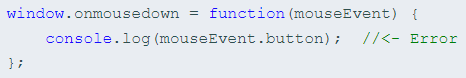 window.onmousedown = function(mouseEvent) {
    console.log(mouseEvent.button);  //<- Error
};